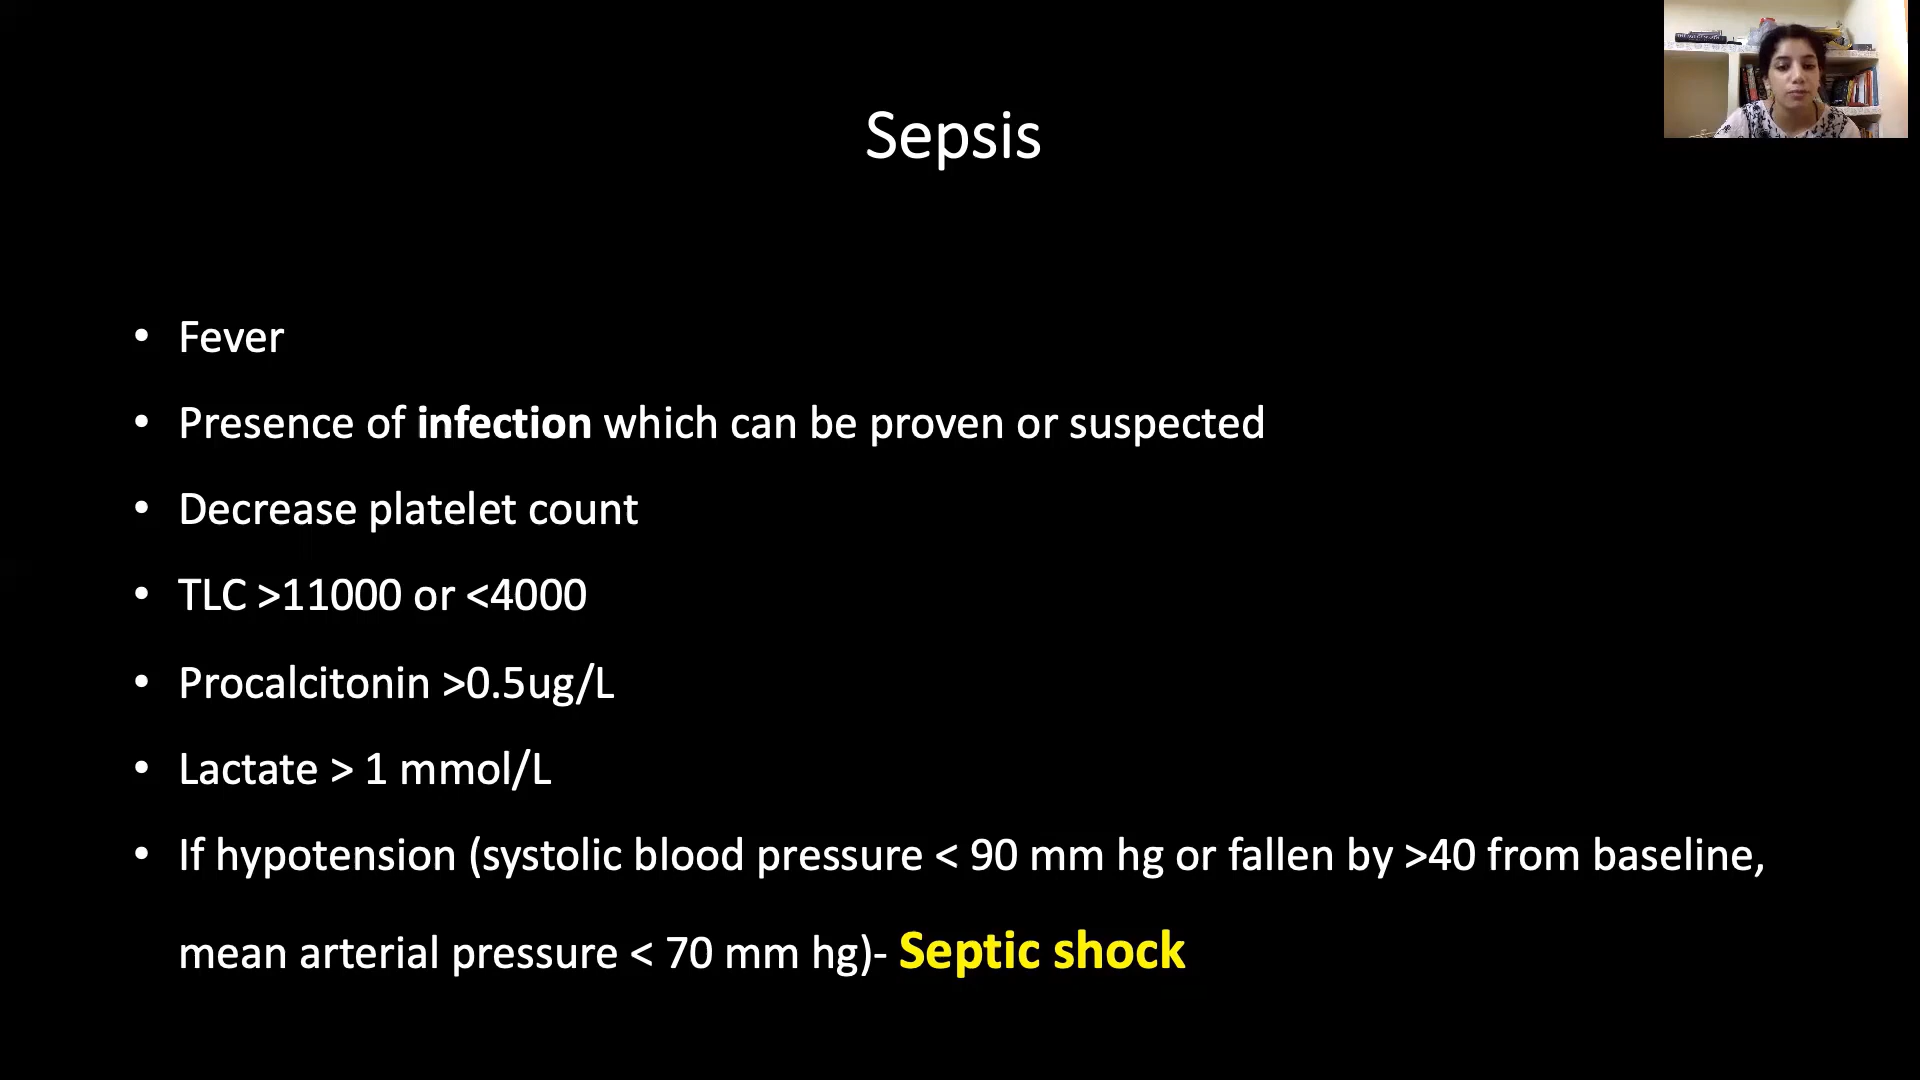 Sepsis
• Fever
• Presence of infection which can be proven or suspected
• Decrease platelet count
• TLC >11000 or <4000
• Procalcitonin >0.5ug/L
• Lactate > 1 mmol/L
• If hypotension (systolic blood pressure < 90 mm hg or fallen by >40 from baseline,
mean arterial pressure < 70 mm hg)- Septic shock